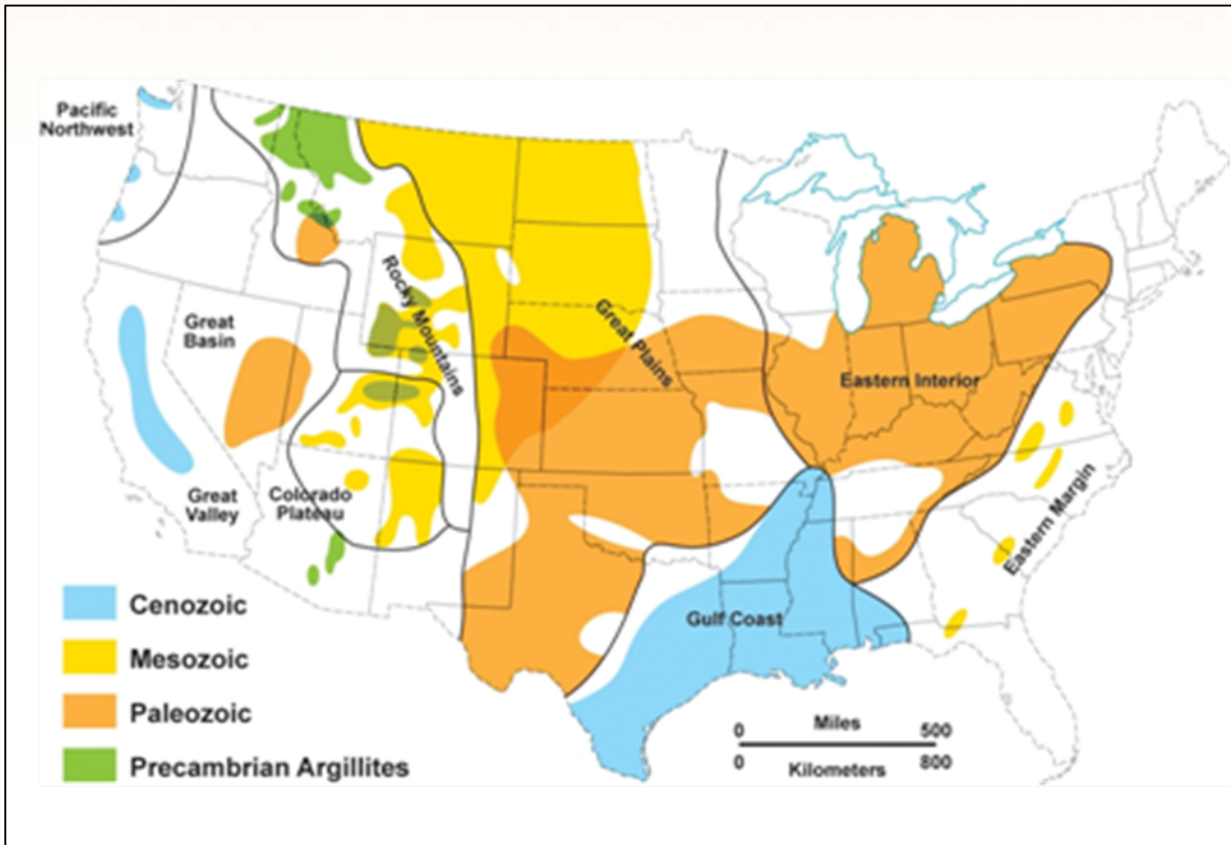 Pacific
Northwest
Rocky Mountains
Great
Basin
Great Plains
Eastern Interior
Great
Valley
Colorado
Plateau
Eastern Margin
Gulf Coast
Cenozoic
Mesozoic
Paleozoic
Precambrian Argillites
0 Miles 500
0 Kilometers 800